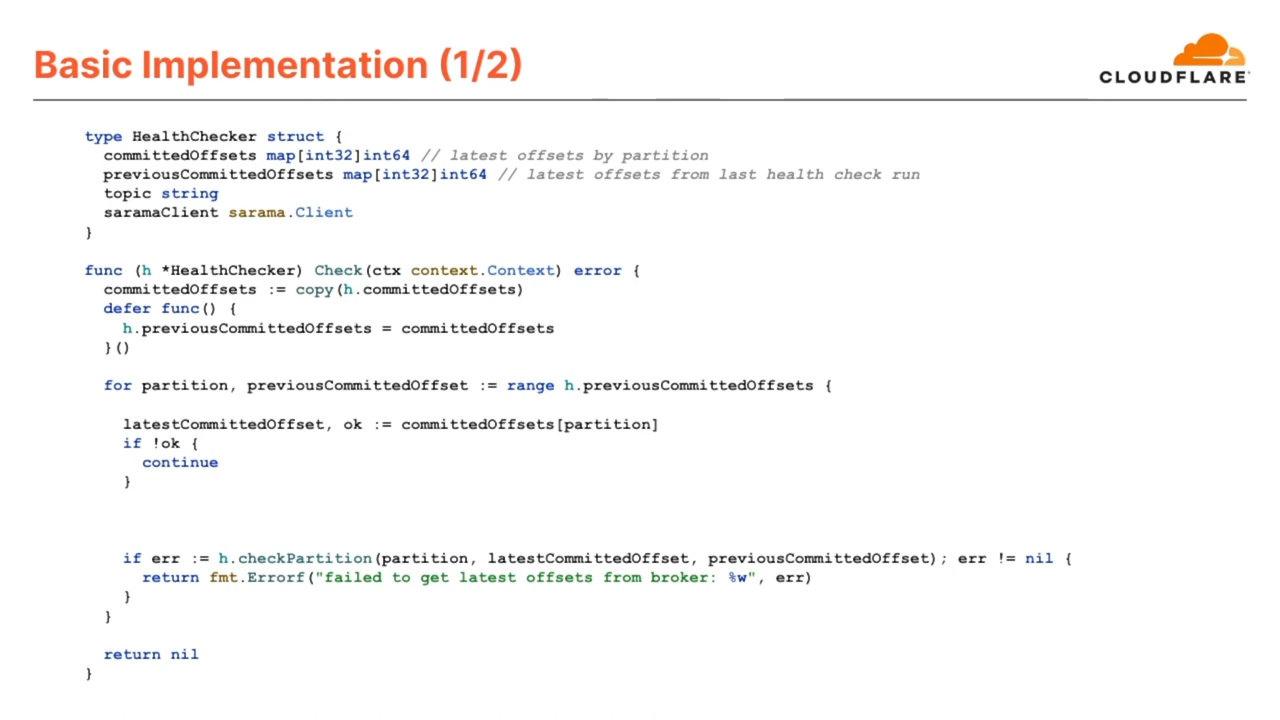 Basic Implementation (1/2)
CLOUDFLARE
type HealthChecker struct {
  committedOffsets map[int32]int64 // latest offsets by partition
  previousCommittedOffsets map[int32]int64 // latest offsets from last health check run
  topic string
  saramaClient sarama.Client
}
func (h *HealthChecker) Check(ctx context.Context) error {
  committedOffsets := copy(h.committedOffsets)
  defer func() {
    h.previousCommittedOffsets = committedOffsets
  }()
  for partition, previousCommittedOffset := range h.previousCommittedOffsets {
    latestCommittedOffset, ok := committedOffsets[partition]
    if !ok {
      continue
    }
    if err := h.checkPartition(partition, latestCommittedOffset, previousCommittedOffset); err != nil {
      return fmt.Errorf("failed to get latest offsets from broker: %w", err)
    }
  }
  return nil
}